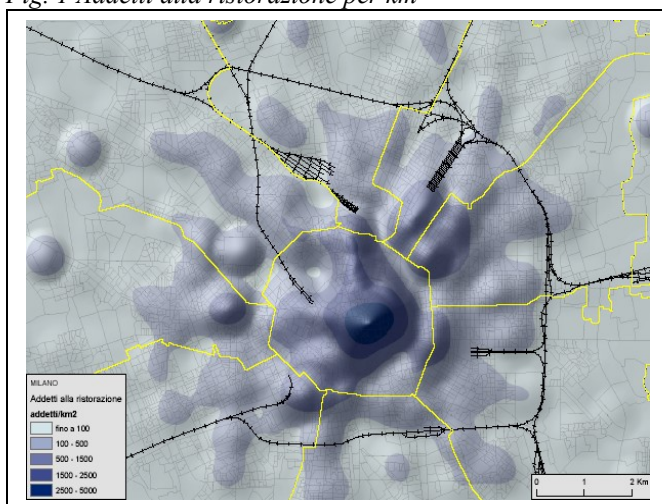 Fig. 1 Addetti alla ristorazione per km
MILANO
Addetti alla ristorazione
addetti/km2
fino a 100
100 - 500
500 - 1500
1500 - 2500
2500 - 5000
0 1 2 Km